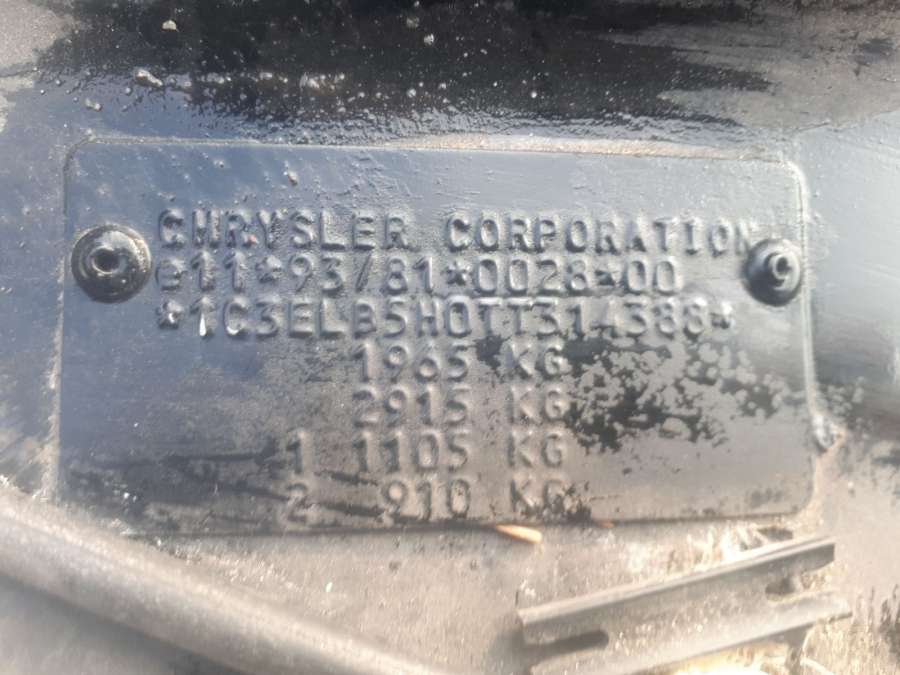 CHRYSLER CORPORATION
e11*93/81*0028*00
*1C3ELB5H0TT314388*
1965 KG
2915 KG
1 1105 KG
2 910 KG